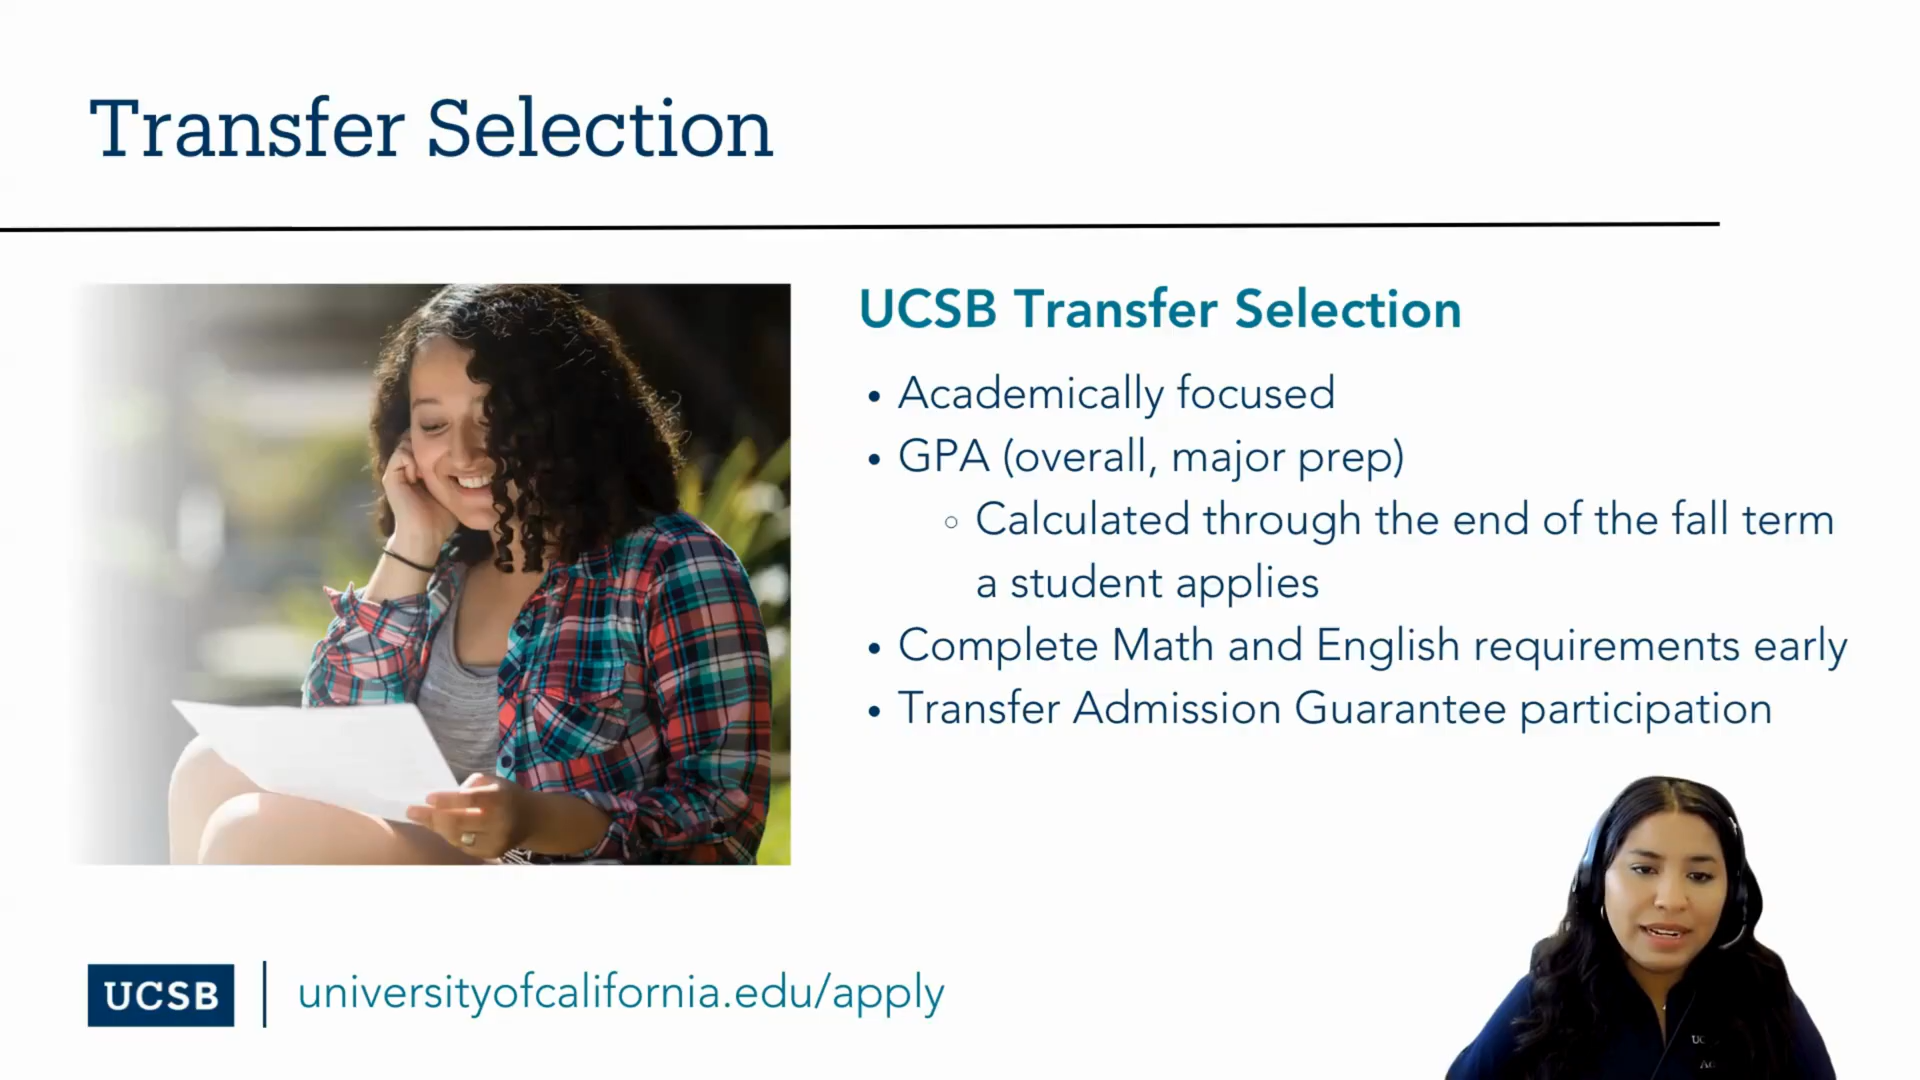 Transfer Selection
UCSB Transfer Selection
• Academically focused
• GPA (overall, major prep)
◦ Calculated through the end of the fall term
a student applies
• Complete Math and English requirements early
• Transfer Admission Guarantee participation
UCSB
universityofcalifornia.edu/apply
UC